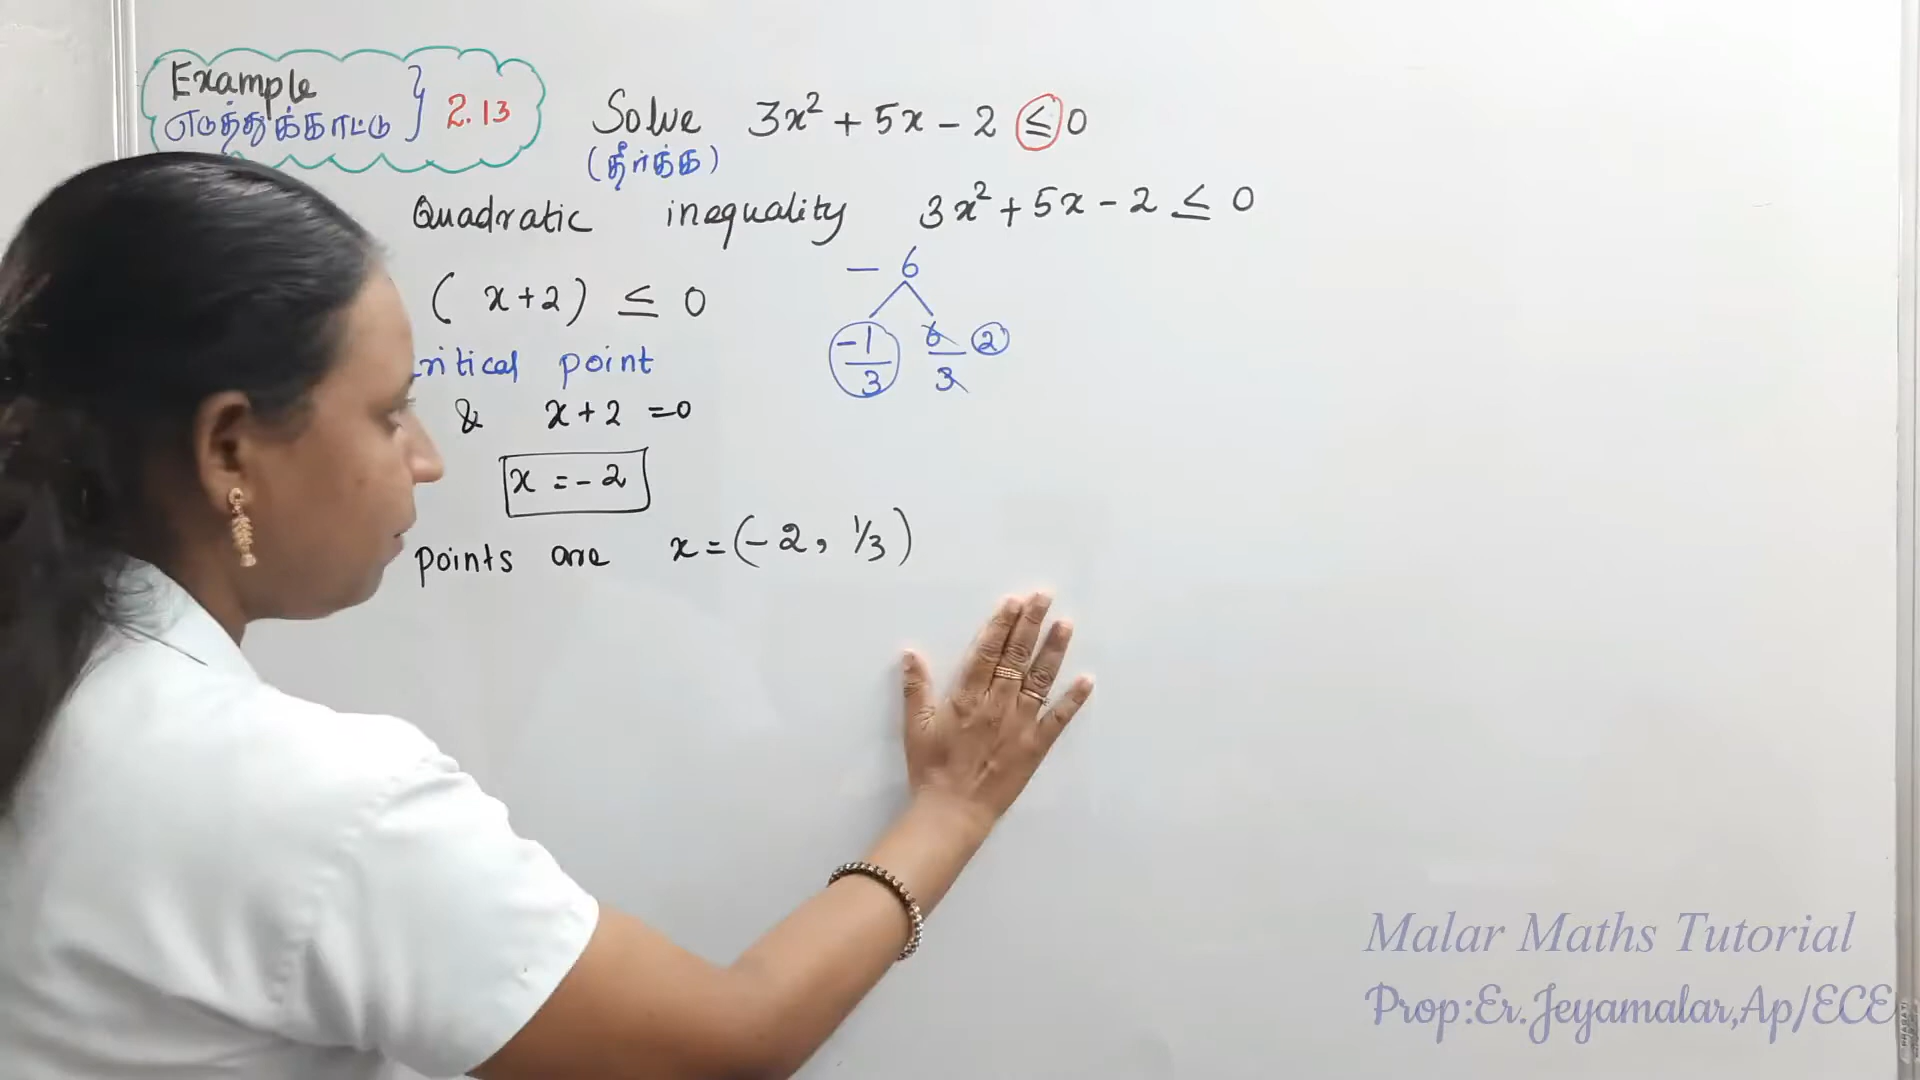 Example
எடுத்துக்காட்டு } 2.13
Solve 3x² + 5x - 2 ≤ 0
(தீர்க்க)
Quadratic inequality 3x² + 5x - 2 ≤ 0
( x+2) ≤ 0
- 6
-1/3 6/3 2
critical point
& x+2 =0
x = -2
points are x = (-2, 1/3)
Malar Maths Tutorial
Prop:Er.Jeyamalar,Ap/ECE